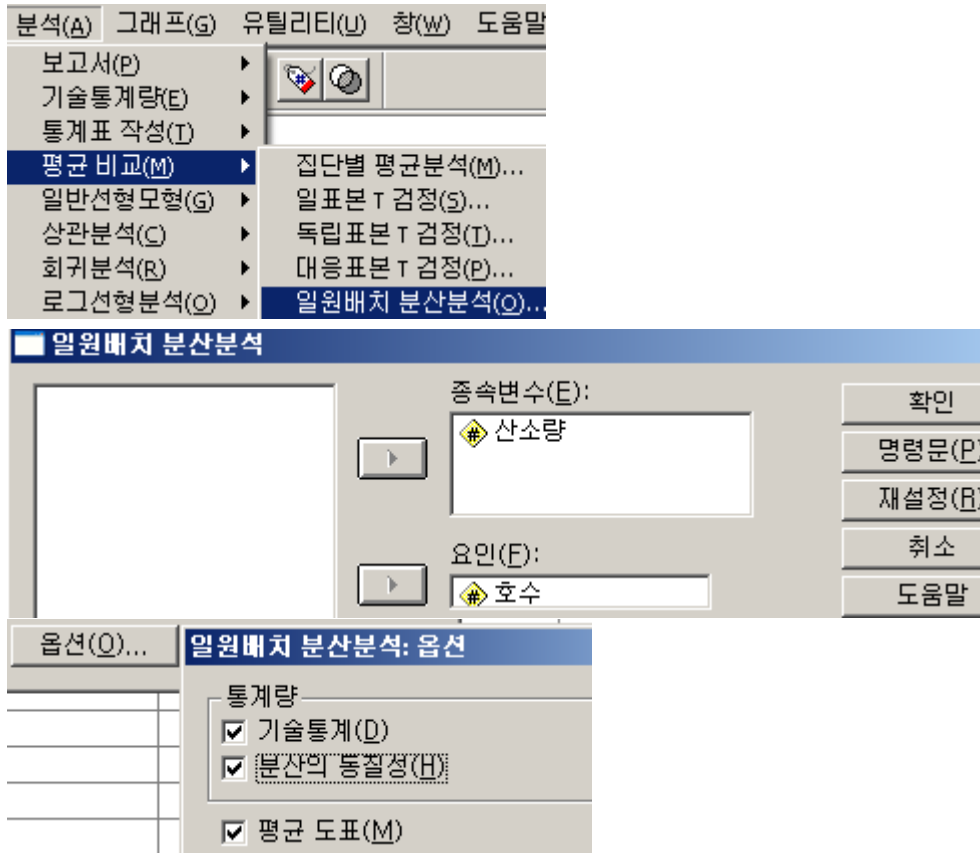 분석(A) 그래프(G) 유틸리티(U) 창(W) 도움말
보고서(P)
기술통계량(E)
통계표 작성(T)
평균 비교(M)
일반선형모형(G)
상관분석(C)
회귀분석(R)
로그선형분석(O)
집단별 평균분석(M)...
일표본 T 검정(S)...
독립표본 T 검정(T)...
대응표본 T 검정(P)...
일원배치 분산분석(O)...
일원배치 분산분석
종속변수(E):
산소량
요인(F):
호수
확인
명령문(P)
재설정(R)
취소
도움말
옵션(O)...
일원배치 분산분석: 옵션
통계량
기술통계(D)
분산의 동질성(H)
평균 도표(M)